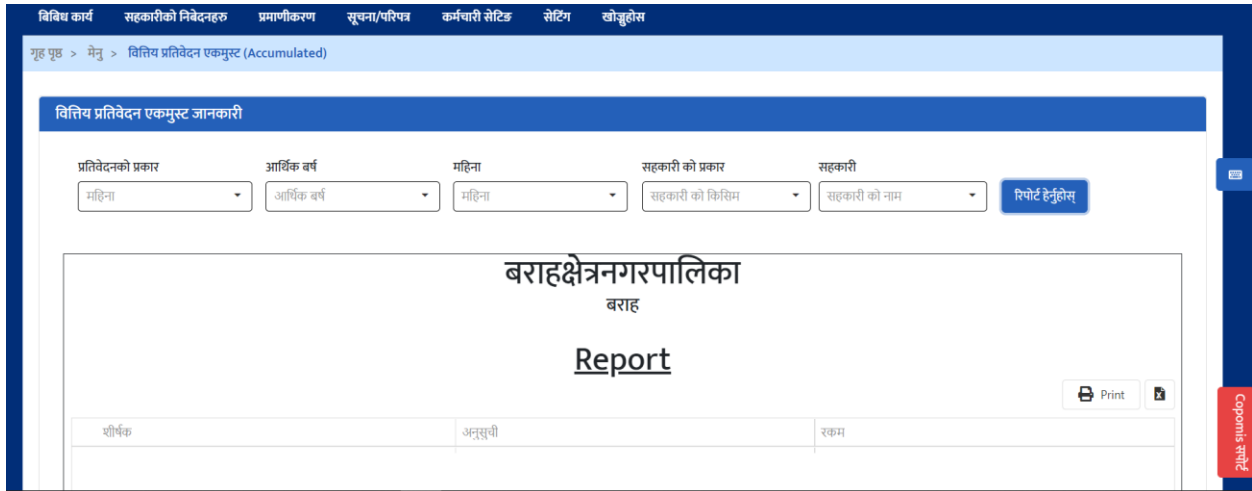 बिबिध कार्य सहकारीको निबेदनहरु प्रमाणीकरण सूचना/परिपत्र कर्मचारी सेटिङ सेटिंग खोज्नुहोस
गृह पृष्ठ > मेनु > वित्तिय प्रतिवेदन एकमुस्ट (Accumulated)
वित्तिय प्रतिवेदन एकमुस्ट जानकारी
प्रतिवेदनको प्रकार आर्थिक बर्ष महिना सहकारी को प्रकार सहकारी
महिना आर्थिक बर्ष महिना सहकारी को किसिम सहकारी को नाम रिपोर्ट हेर्नुहोस्
बराहक्षेत्रनगरपालिका
बराह
Report
Print
शीर्षक अनुसुची रकम
Copomis सपोर्ट